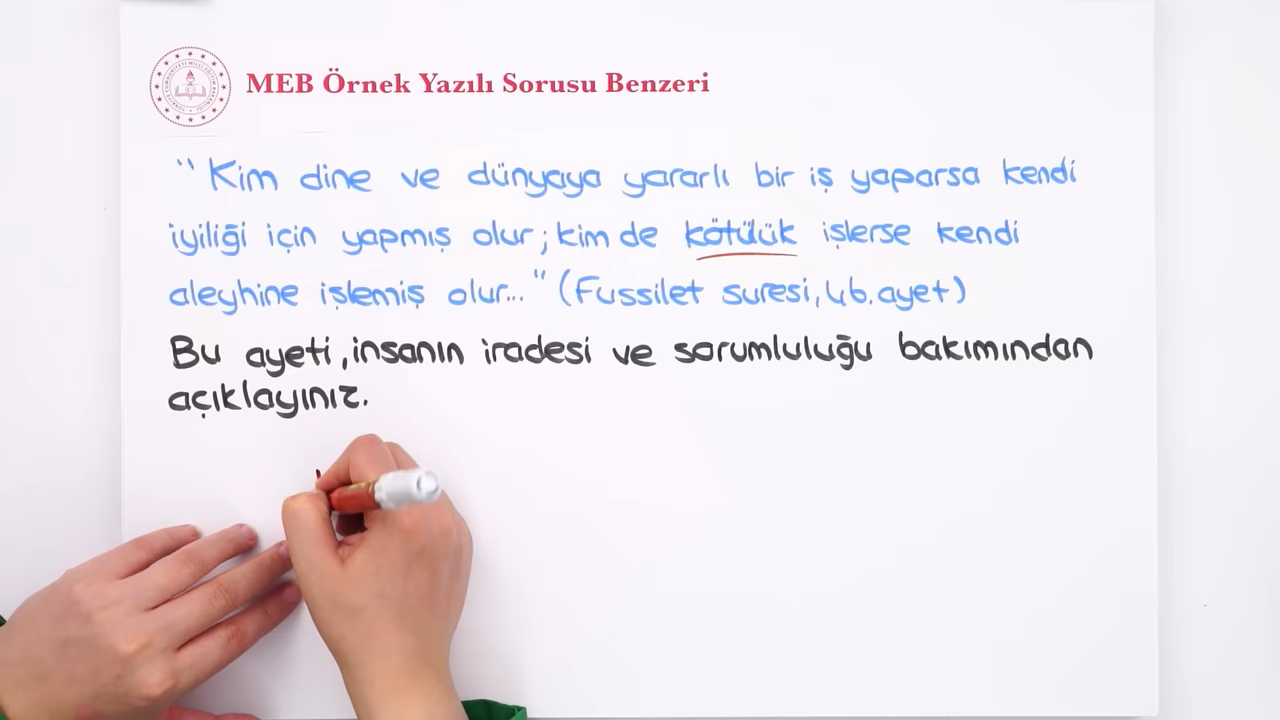 MEB Örnek Yazılı Sorusu Benzeri
"Kim dine ve dünyaya yararlı bir iş yaparsa kendi
iyiliği için yapmış olur; kim de kötülük işlerse kendi
aleyhine işlemiş olur..." (Fussilet suresi, 46. ayet)
Bu ayeti, insanın iradesi ve sorumluluğu bakımından
açıklayınız.